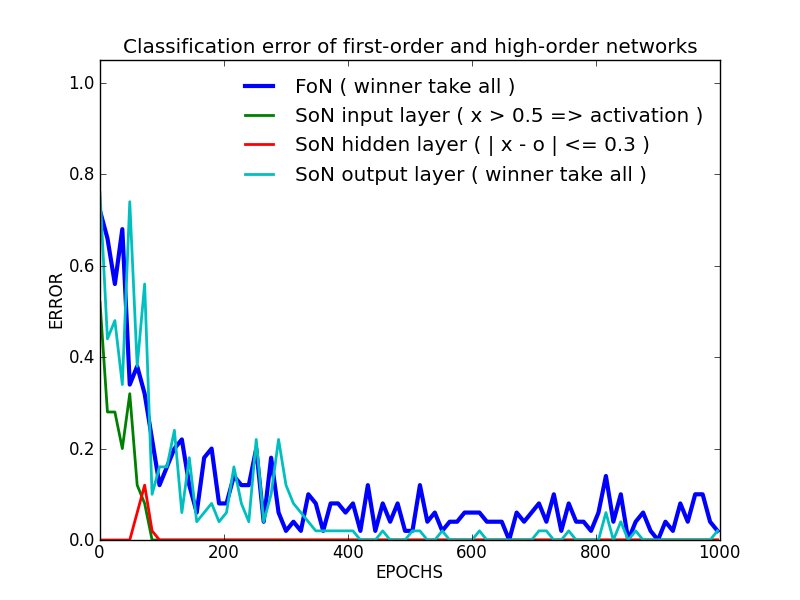 Classification error of first-order and high-order networks
1.0
0.8
0.6
0.4
0.2
0.0
ERROR
FoN ( winner take all )
SoN input layer ( x > 0.5 => activation )
SoN hidden layer ( | x - o | <= 0.3 )
SoN output layer ( winner take all )
0 200 400 600 800 1000
EPOCHS